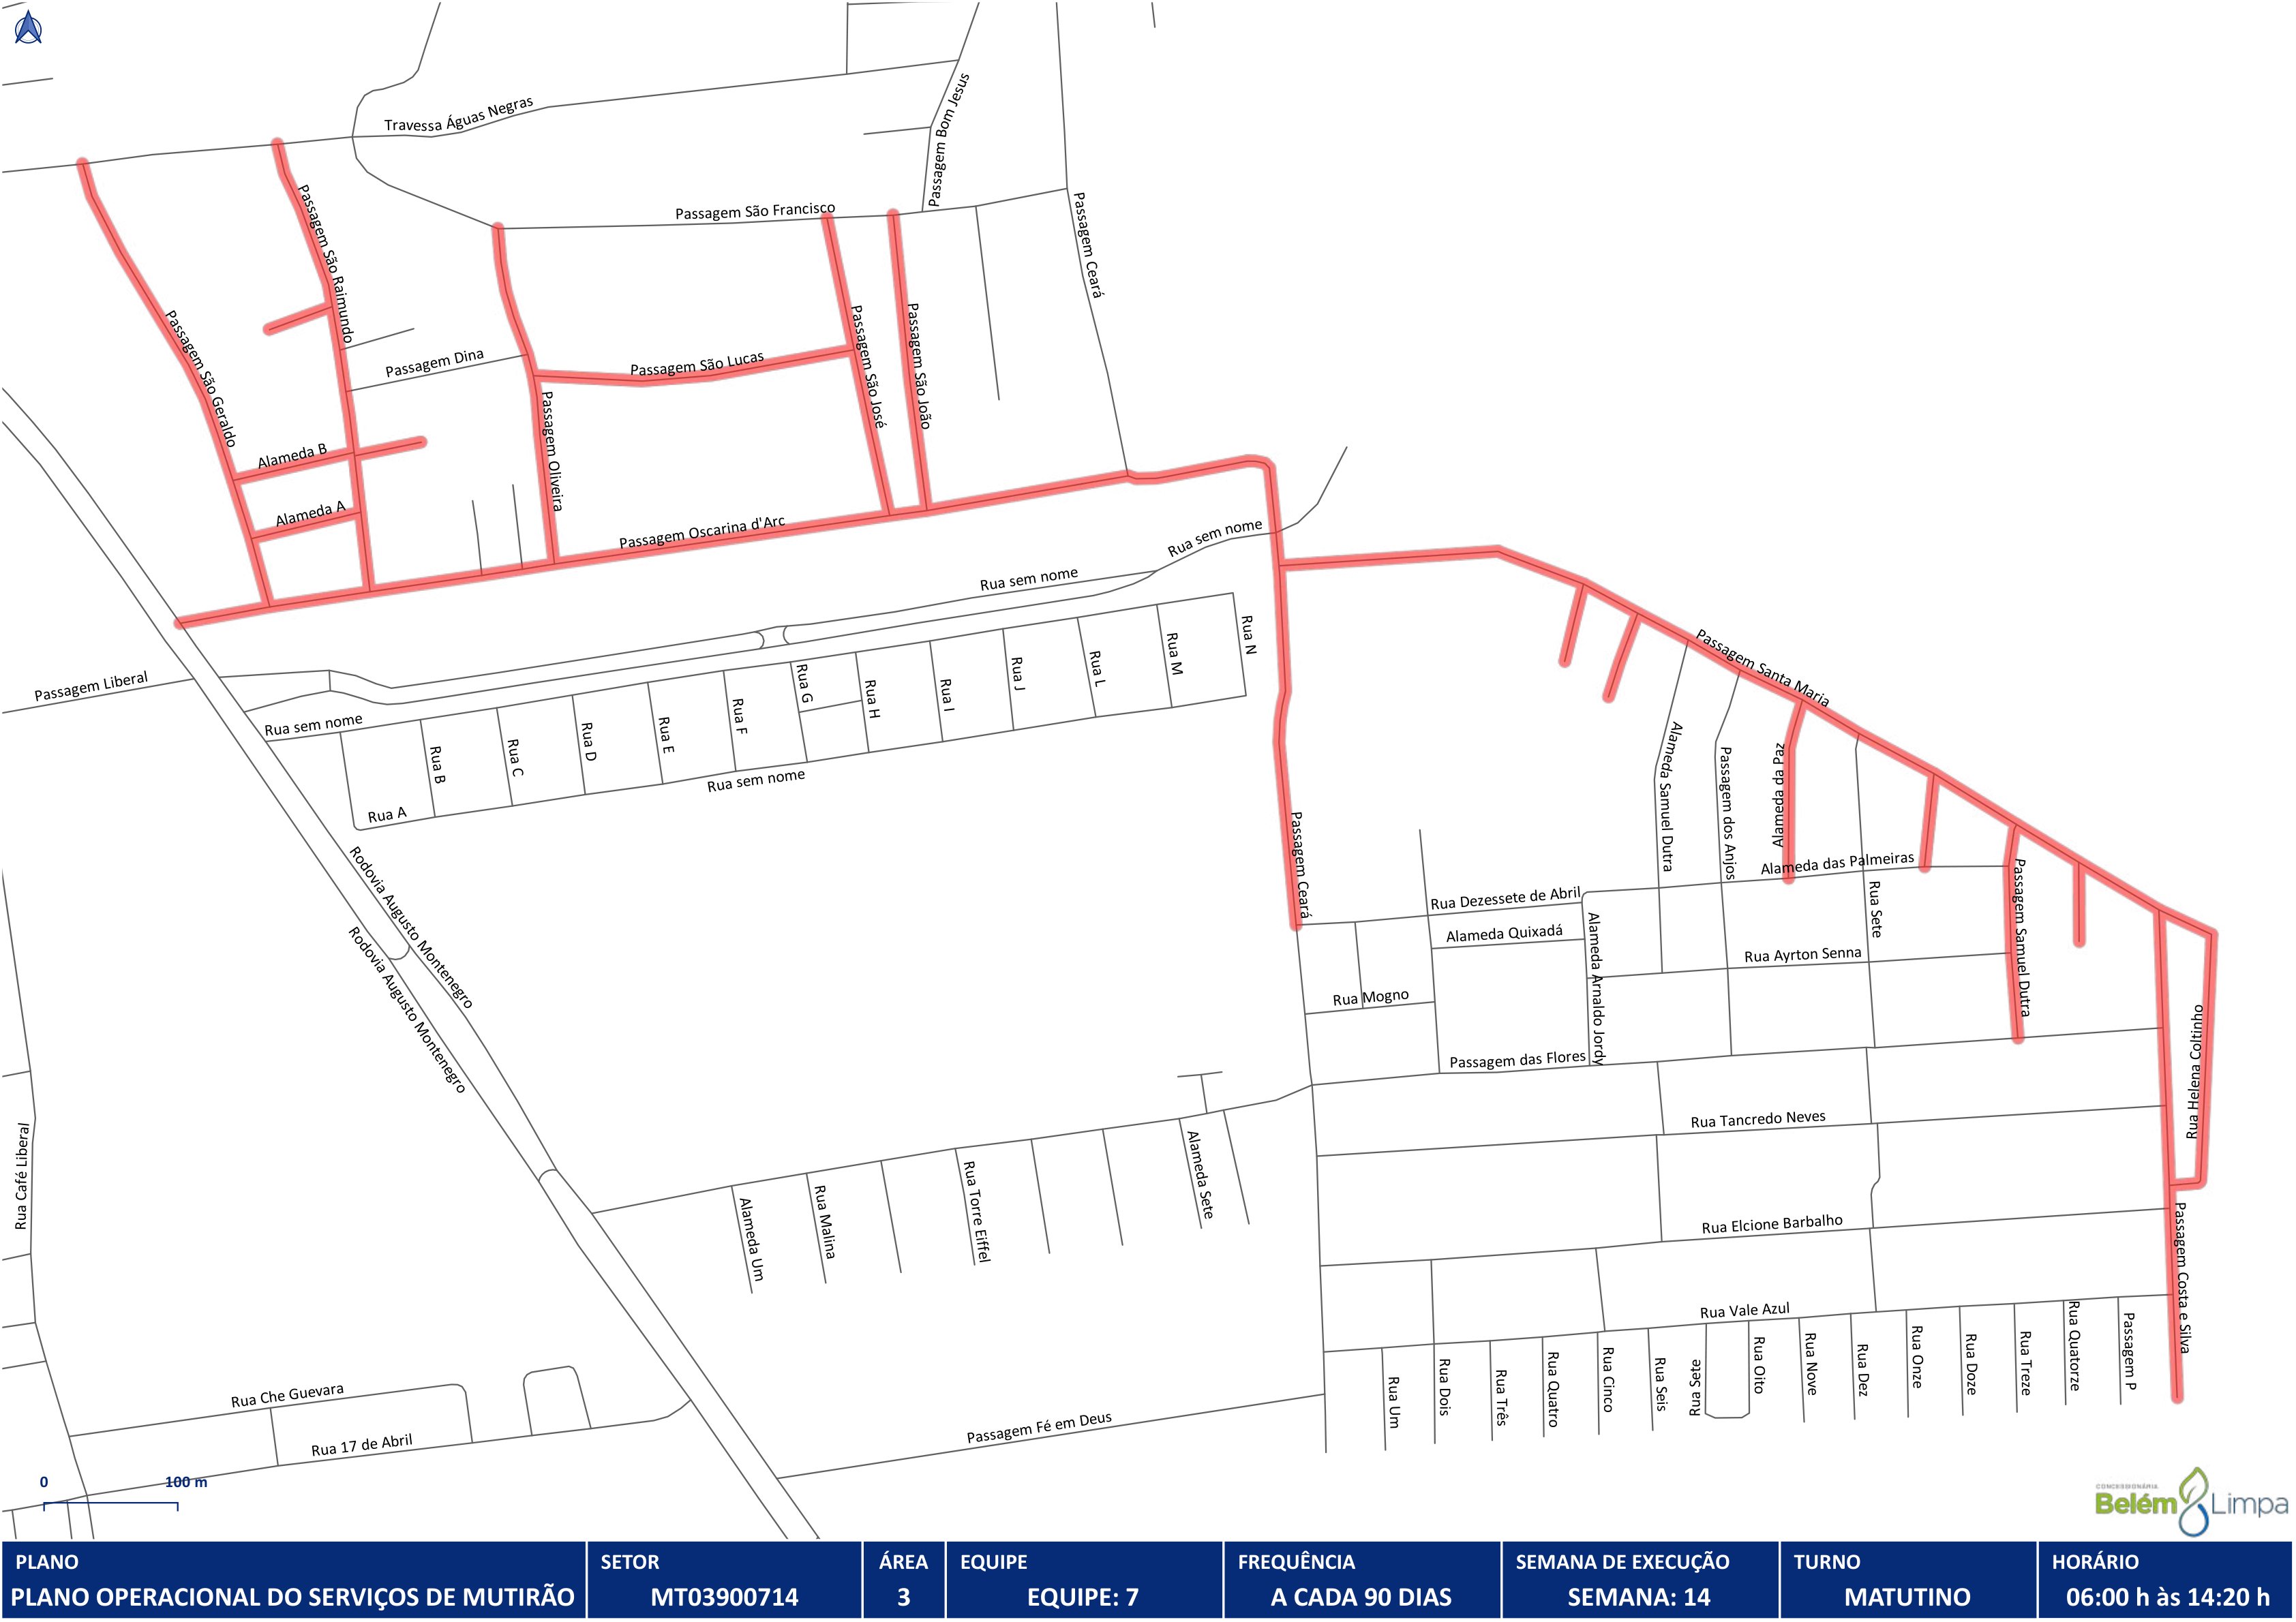 Travessa Águas Negras
Passagem Bom Jesus
Passagem São Francisco
Passagem Ceará
Passagem São Raimundo
Passagem São Geraldo
Passagem Dina
Passagem São Lucas
Passagem São José
Passagem São João
Passagem Oliveira
Alameda B
Alameda A
Passagem Oscarina d'Arc
Rua sem nome
Rua sem nome
Passagem Liberal
Rua sem nome
Rua A
Rua B
Rua C
Rua D
Rua E
Rua F
Rua G
Rua H
Rua I
Rua J
Rua L
Rua M
Rua N
Rua sem nome
Passagem Santa Maria
Alameda Samuel Dutra
Passagem dos Anjos
Alameda da Paz
Alameda das Palmeiras
Passagem Ceará
Rua Dezessete de Abril
Alameda Quixadá
Alameda Arnaldo Jordy
Rua Sete
Rua Ayrton Senna
Passagem Samuel Dutra
Rua Mogno
Passagem das Flores
Rua Helena Coltinho
Rua Tancredo Neves
Rua Elcione Barbalho
Passagem Costa e Silva
Rua Vale Azul
Rodovia Augusto Montenegro
Rodovia Augusto Montenegro
Rua Café Liberal
Alameda Um
Rua Malina
Rua Torre Eiffel
Alameda Sete
Rua Um
Rua Dois
Rua Três
Rua Quatro
Rua Cinco
Rua Seis
Rua Sete
Rua Oito
Rua Nove
Rua Dez
Rua Onze
Rua Doze
Rua Treze
Rua Quatorze
Passagem P
Rua Che Guevara
Rua 17 de Abril
Passagem Fé em Deus
0 100 m
CONCESSIONÁRIA
Belém Limpa
PLANO
PLANO OPERACIONAL DO SERVIÇOS DE MUTIRÃO
SETOR
MT03900714
ÁREA
3
EQUIPE
EQUIPE: 7
FREQUÊNCIA
A CADA 90 DIAS
SEMANA DE EXECUÇÃO
SEMANA: 14
TURNO
MATUTINO
HORÁRIO
06:00 h às 14:20 h